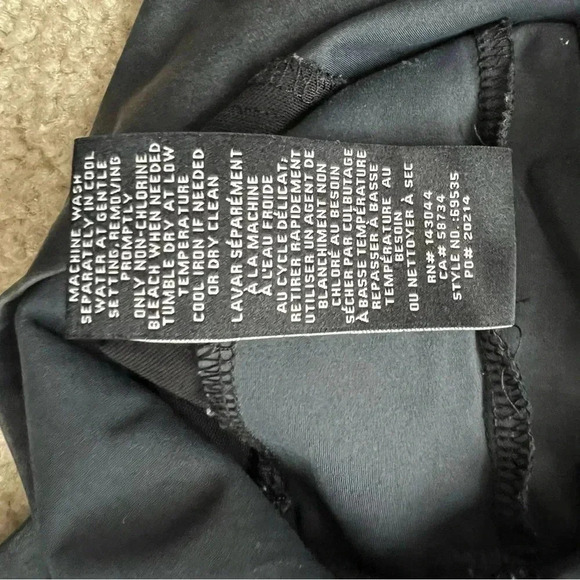 MACHINE WASH
SEPARATELY IN COOL
WATER AT GENTLE
SETTING,REMOVING
PROMPTLY
ONLY NON-CHLORINE
BLEACH WHEN NEEDED
TUMBLE DRY AT LOW
TEMPERATURE
COOL IRON IF NEEDED
OR DRY CLEAN
LAVAR SÉPARÉMENT
À LA MACHINE
À L'EAU FROIDE
AU CYCLE DÉLICAT;
RETIRER RAPIDEMENT
UTILISER UN AGENT DE
BLANCHIMENT NON
CHLORÉ AU BESOIN
SÉCHER PAR CULBUTAGE
À BASSE TEMPÉRATURE
REPASSER À BASSE
TEMPÉRATURE AU
BESOIN
OU NETTOYER À SEC
RN# 143044
CA# 58734
STYLE NO.:69535
PO# 20214